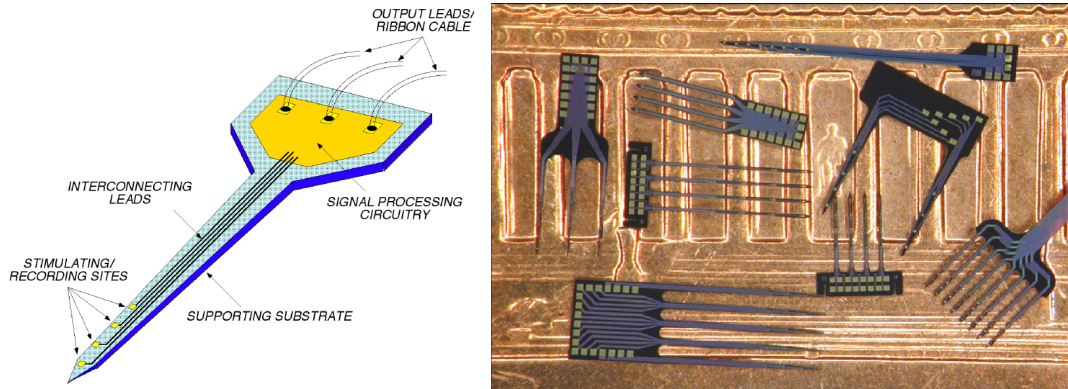 OUTPUT LEADS/
RIBBON CABLE
INTERCONNECTING
LEADS
SIGNAL PROCESSING
CIRCUITRY
STIMULATING/
RECORDING SITES
SUPPORTING SUBSTRATE